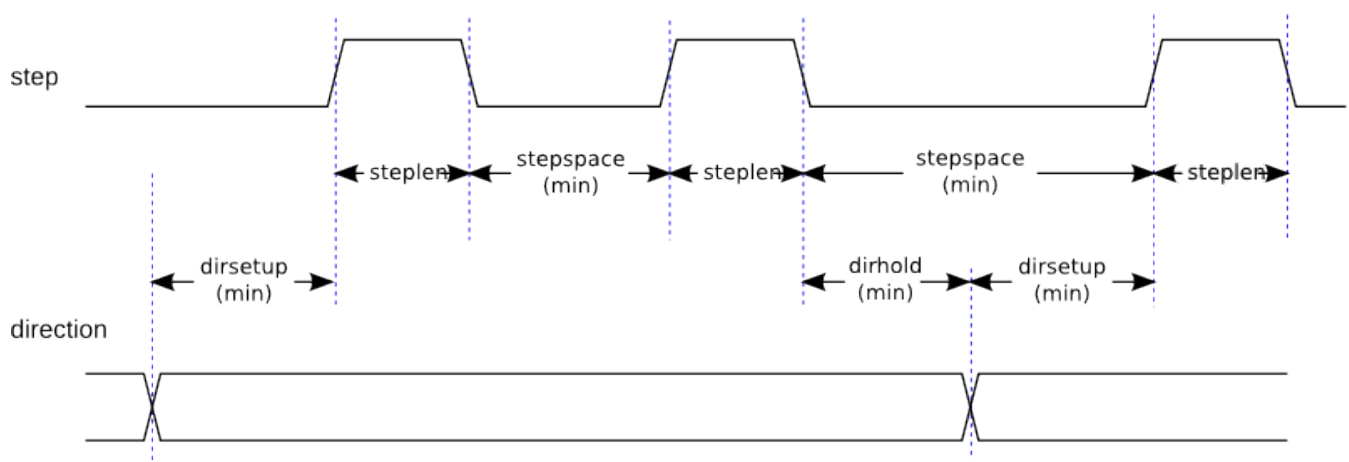 step
steplen
stepspace
(min)
steplen
stepspace
(min)
steplen
dirsetup
(min)
dirhold
(min)
dirsetup
(min)
direction